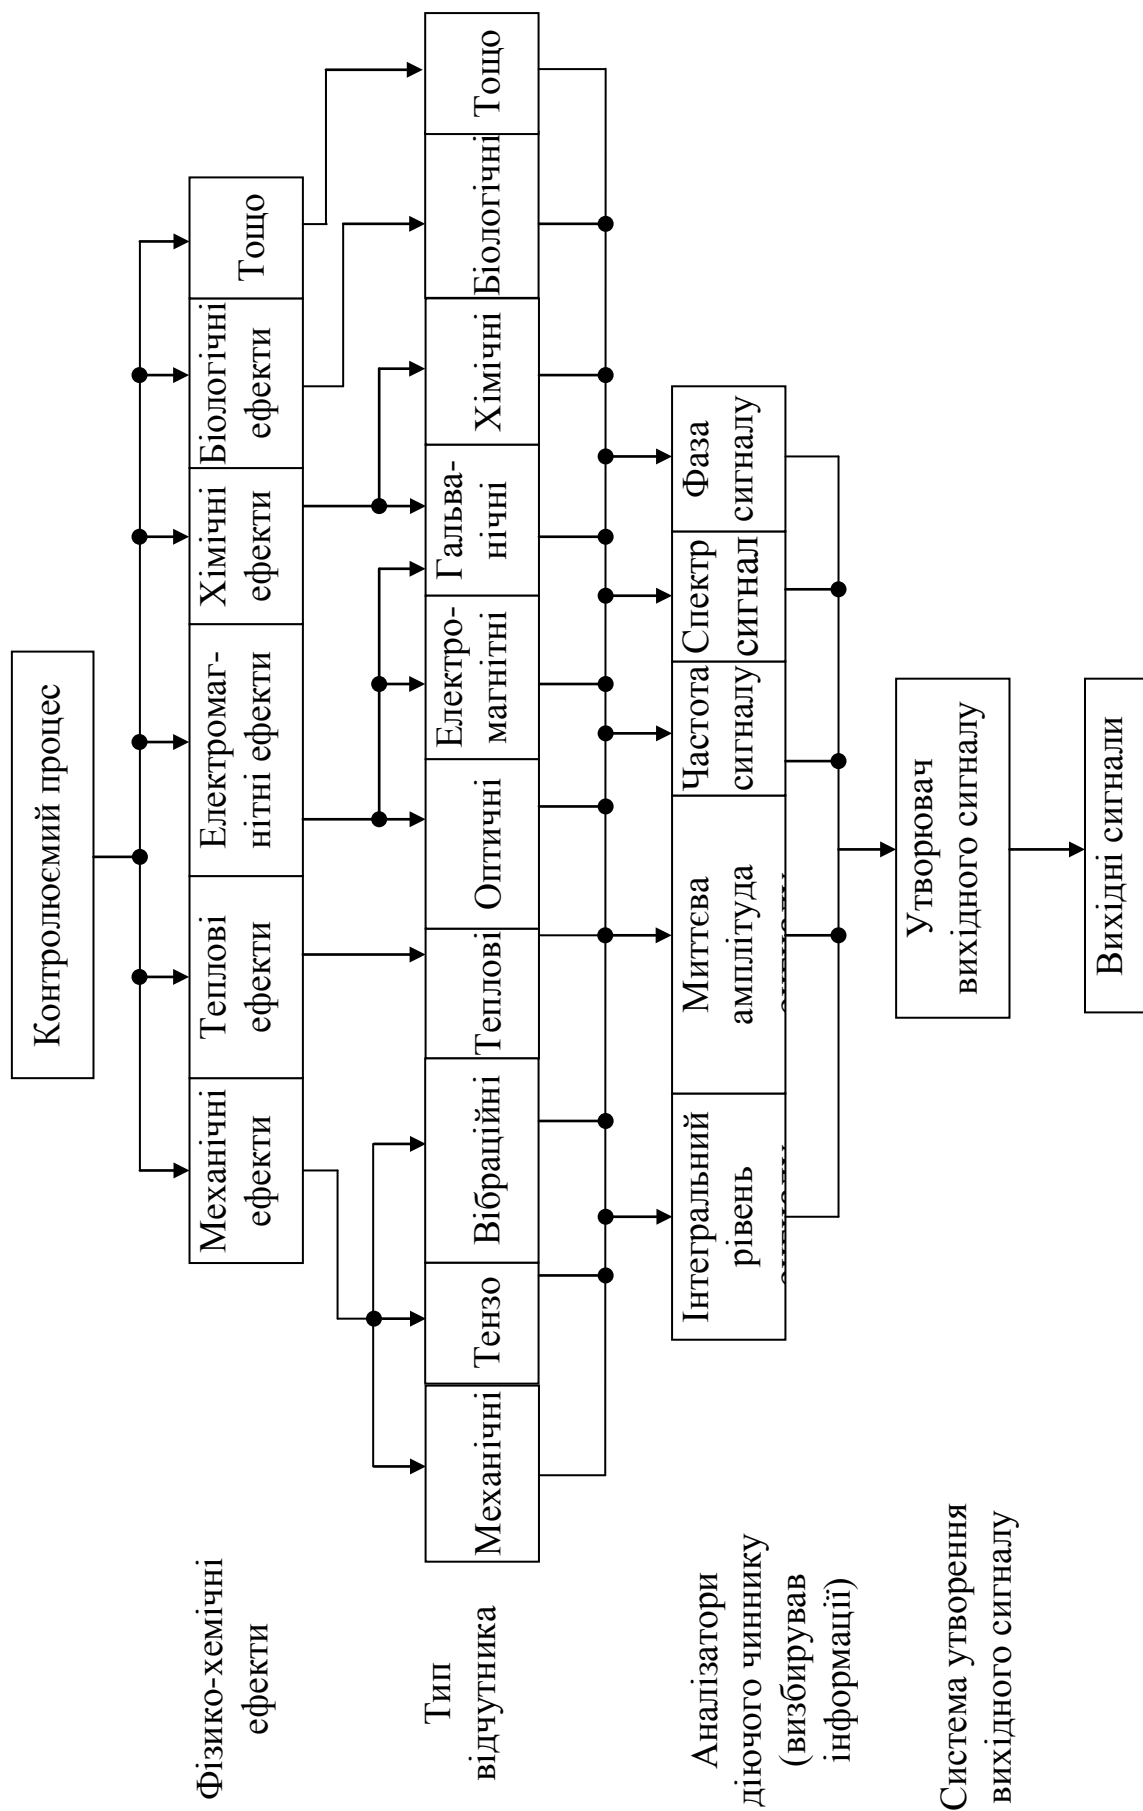 Контролюємий процес
Фізико-хемічні
ефекти
Механічні
ефекти
Теплові
ефекти
Електромаг-
нітні ефекти
Хімічні
ефекти
Біологічні
ефекти
Тощо
Тип
відчутника
Механічні
Тензо
Вібраційні
Теплові
Оптичні
Електро-
магнітні
Гальва-
нічні
Хімічні
Біологічні
Тощо
Аналізатори
діючого чиннику
(визбирував
інформації)
Інтегральний
рівень
Миттєва
амплітуда
Частота
сигналу
Спектр
сигнал
Фаза
сигналу
Система утворення
вихідного сигналу
Утворювач
вихідного сигналу
Вихідні сигнали